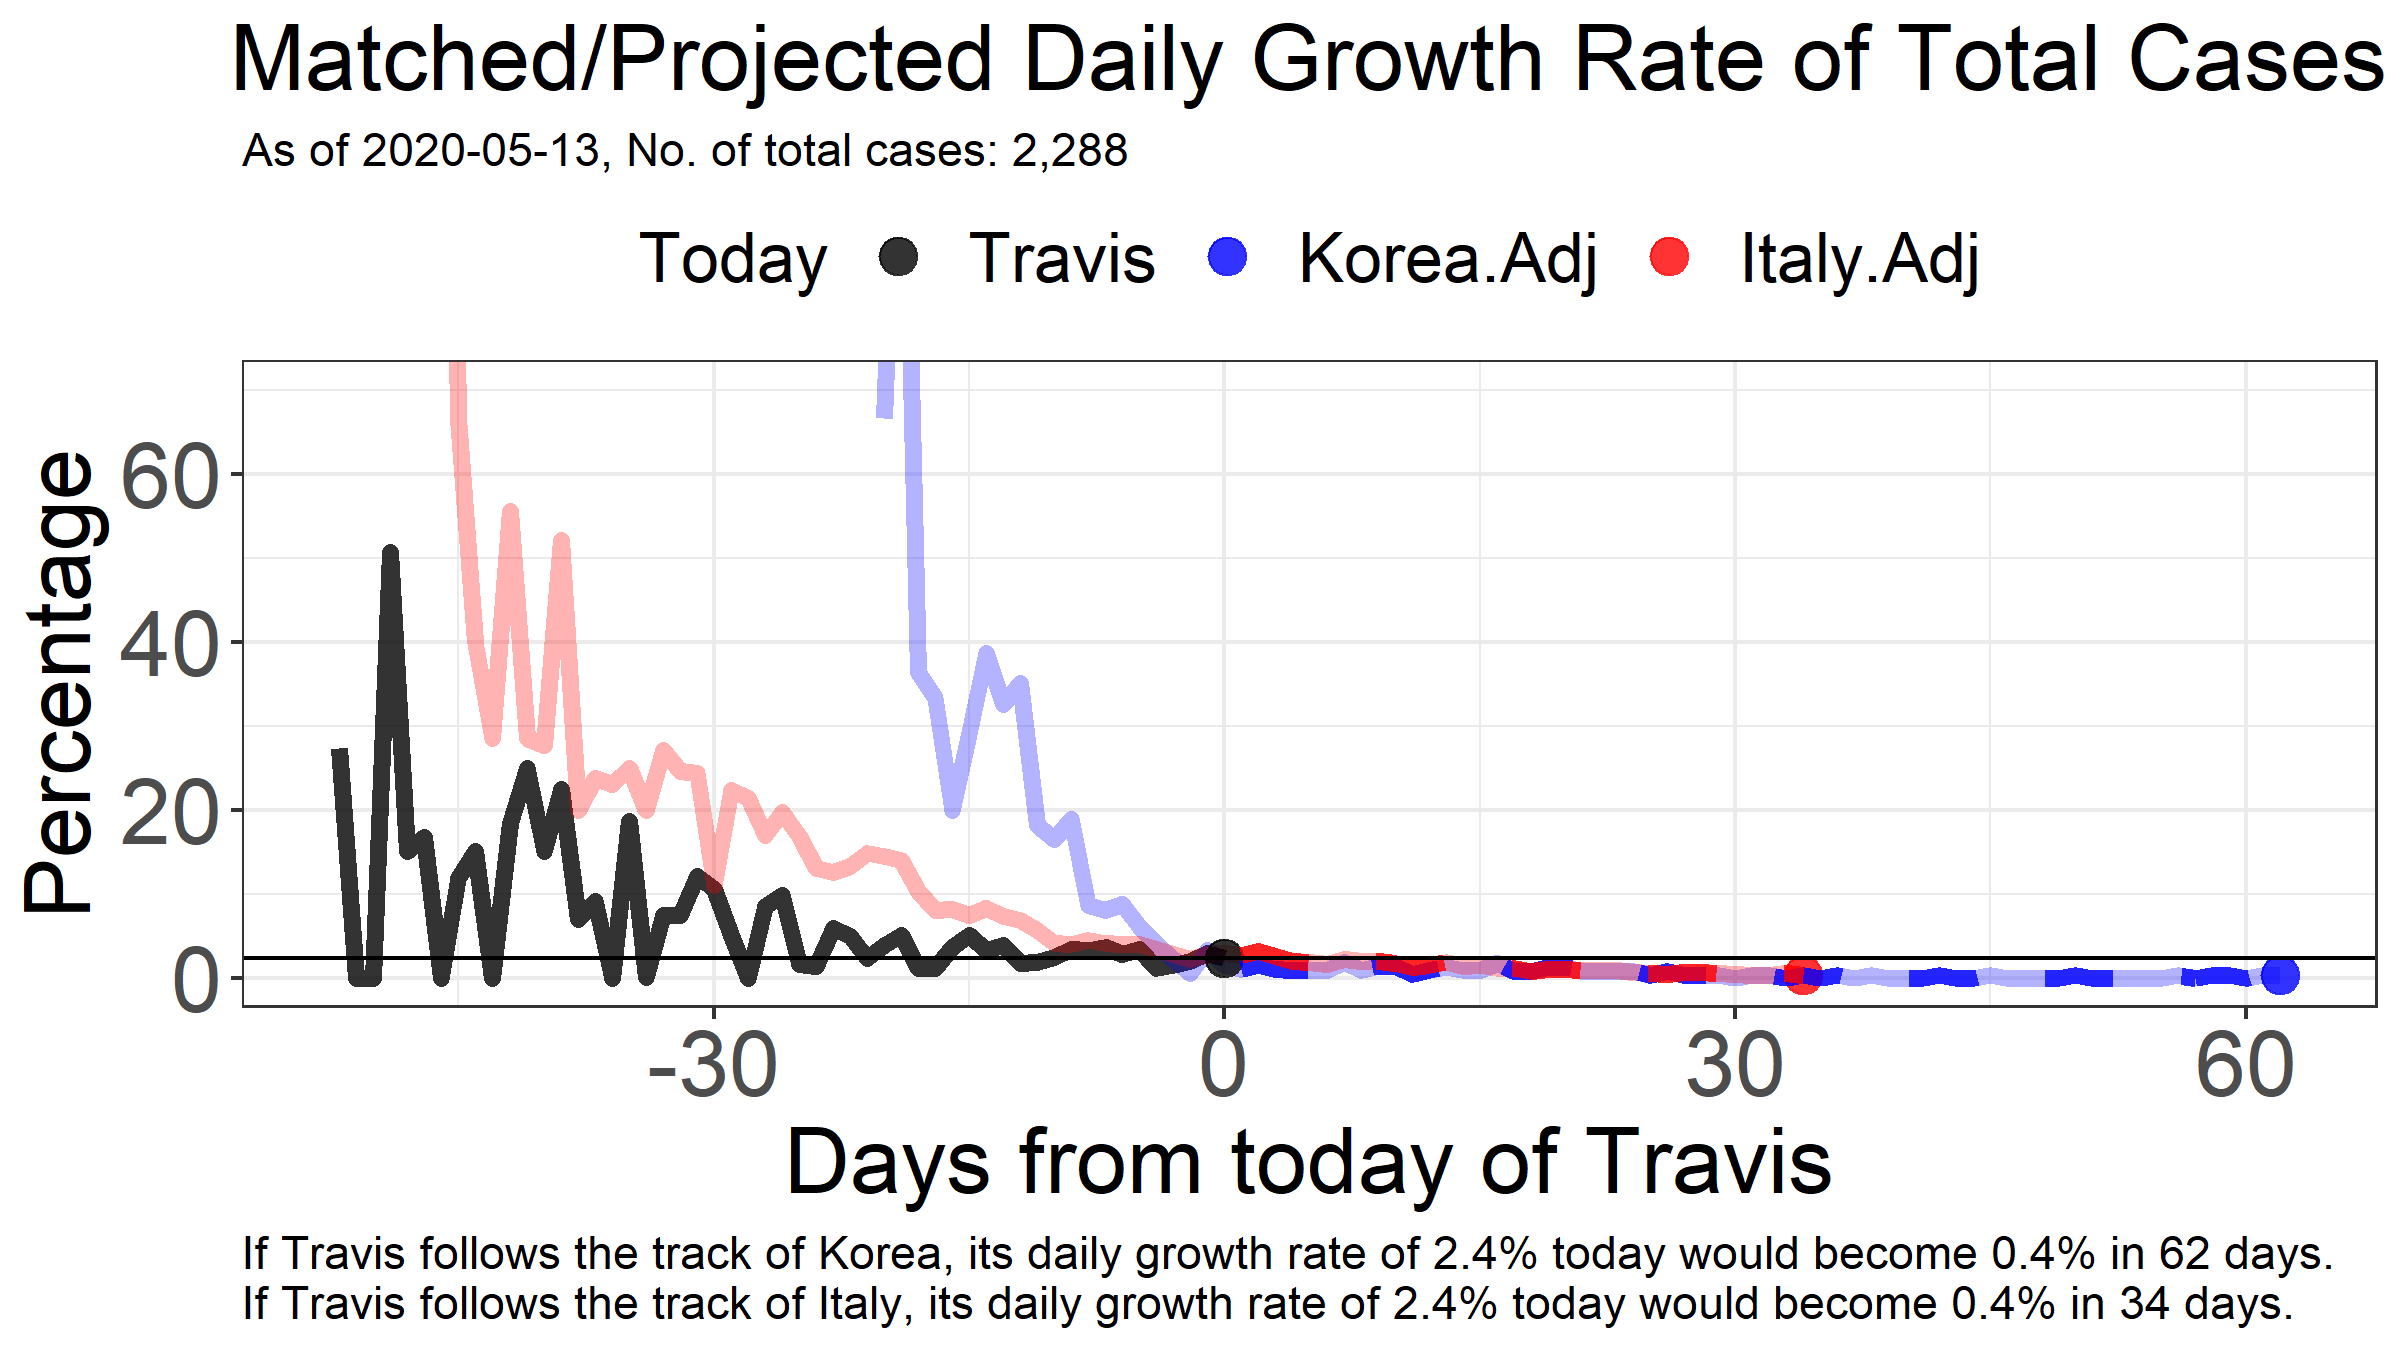 Matched/Projected Daily Growth Rate of Total Cases
As of 2020-05-13, No. of total cases: 2,288
Today Travis Korea.Adj Italy.Adj
Percentage
60
40
20
0
-30 0 30 60
Days from today of Travis
If Travis follows the track of Korea, its daily growth rate of 2.4% today would become 0.4% in 62 days.
If Travis follows the track of Italy, its daily growth rate of 2.4% today would become 0.4% in 34 days.